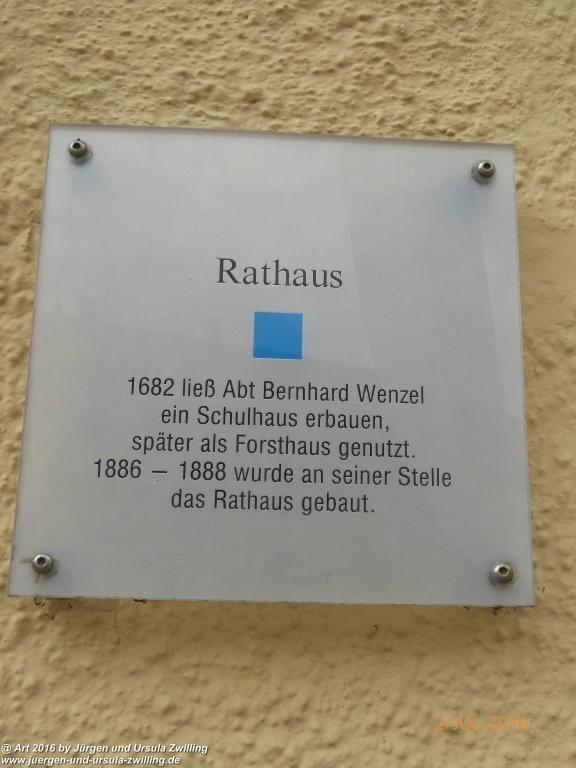 Rathaus
1682 ließ Abt Bernhard Wenzel
ein Schulhaus erbauen,
später als Forsthaus genutzt.
1886 – 1888 wurde an seiner Stelle
das Rathaus gebaut.
@ Art 2016 by Jürgen und Ursula Zwilling
www.juergen-und-ursula-zwilling.de